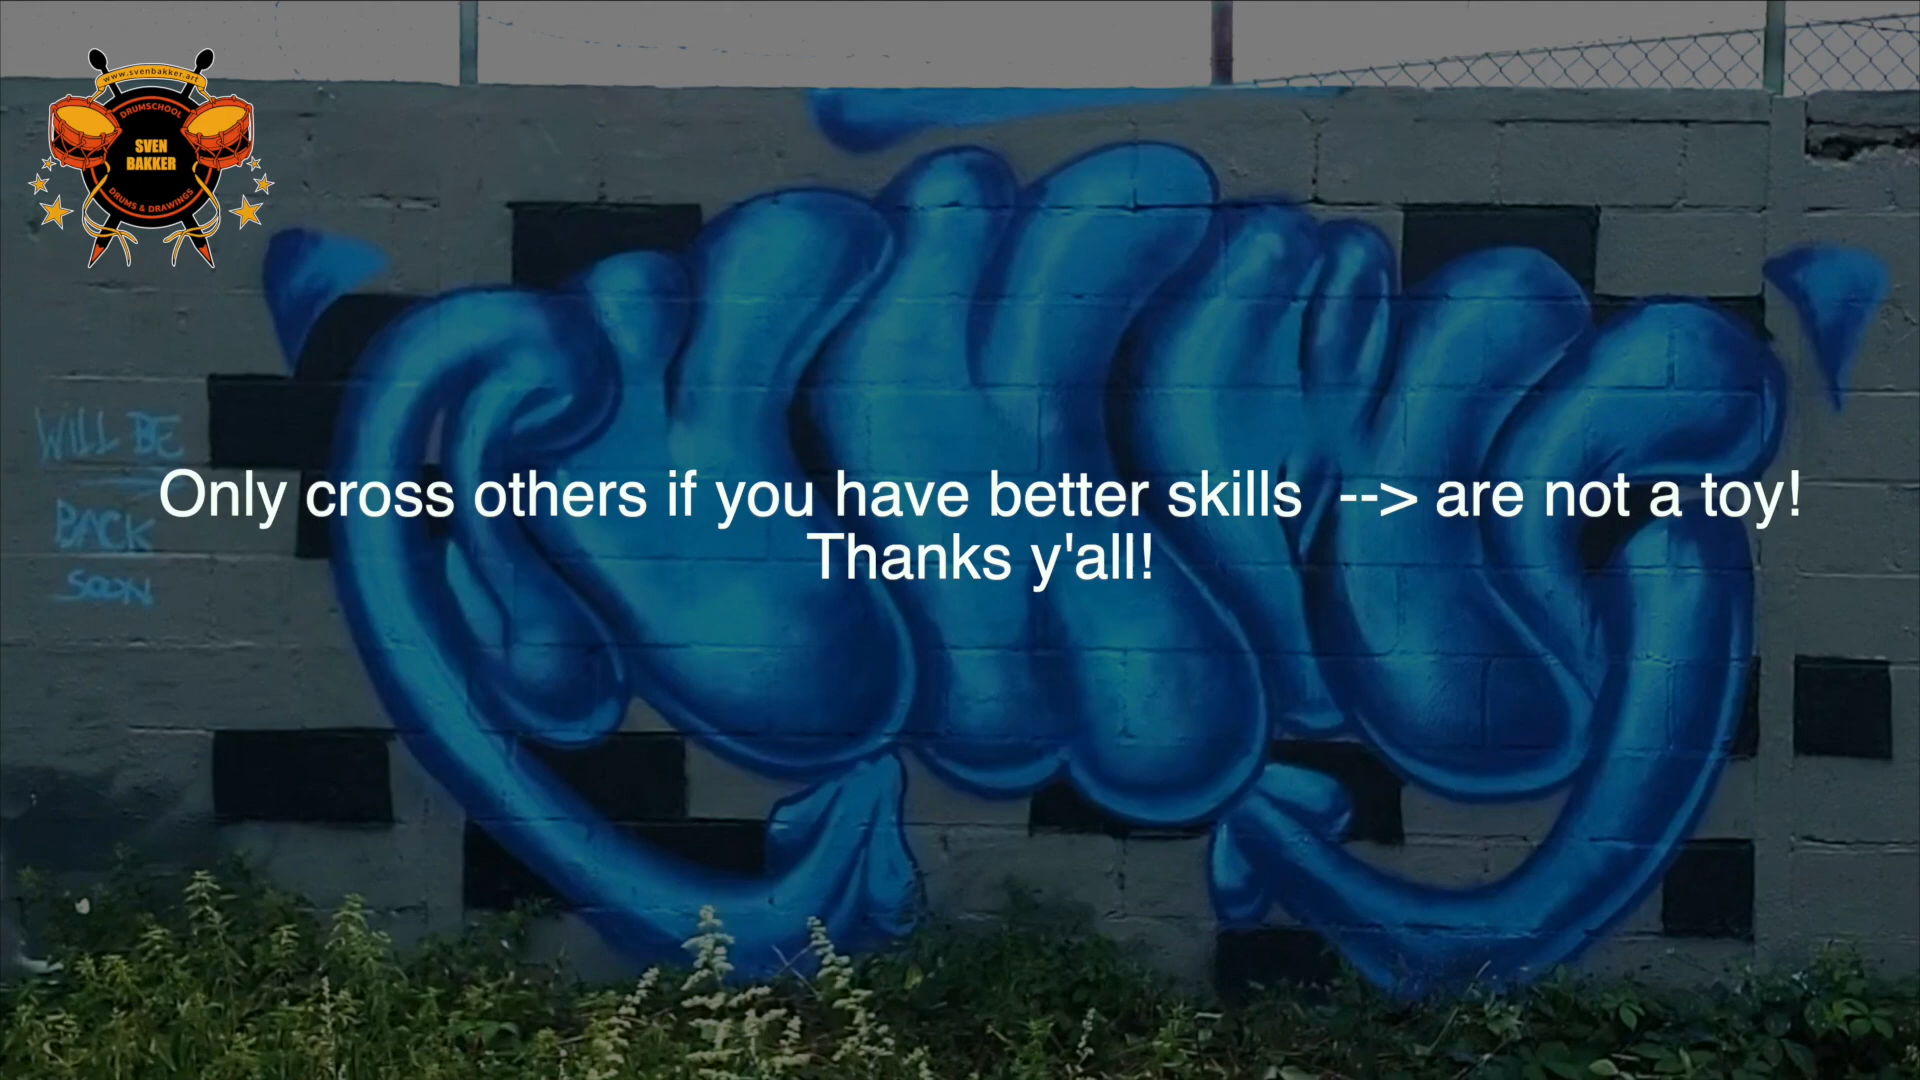 www.svenbakker.art
DRUMSCHOOL
SVEN
BAKKER
DRUMS & DRAWINGS
WILL BE
BACK
SOON
Only cross others if you have better skills  --> are not a toy!
Thanks y'all!